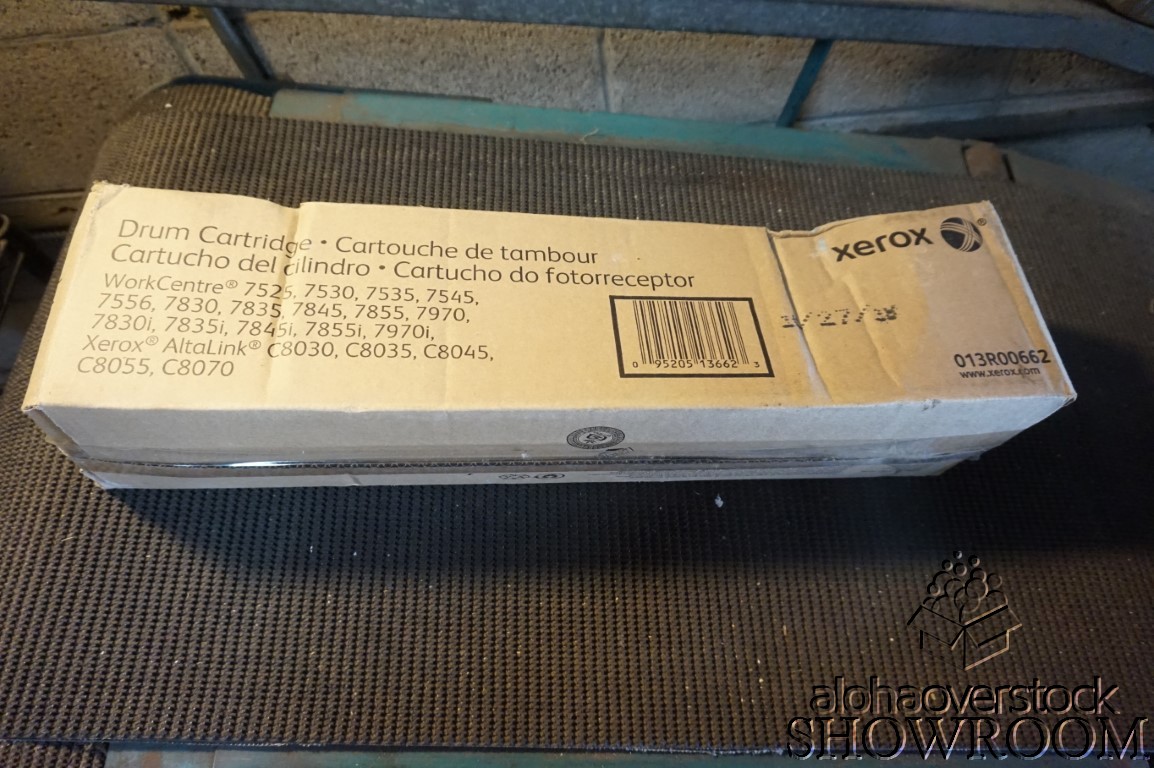 Drum Cartridge • Cartouche de tambour
Cartucho del cilindro • Cartucho do fotorreceptor
WorkCentre® 7525, 7530, 7535, 7545,
7556, 7830, 7835, 7845, 7855, 7970,
7830i, 7835i, 7845i, 7855i, 7970i,
Xerox® AltaLink® C8030, C8035, C8045,
C8055, C8070
0 95205 13662 3
xerox®
013R00662
www.xerox.com
alohaoverstock
SHOWROOM